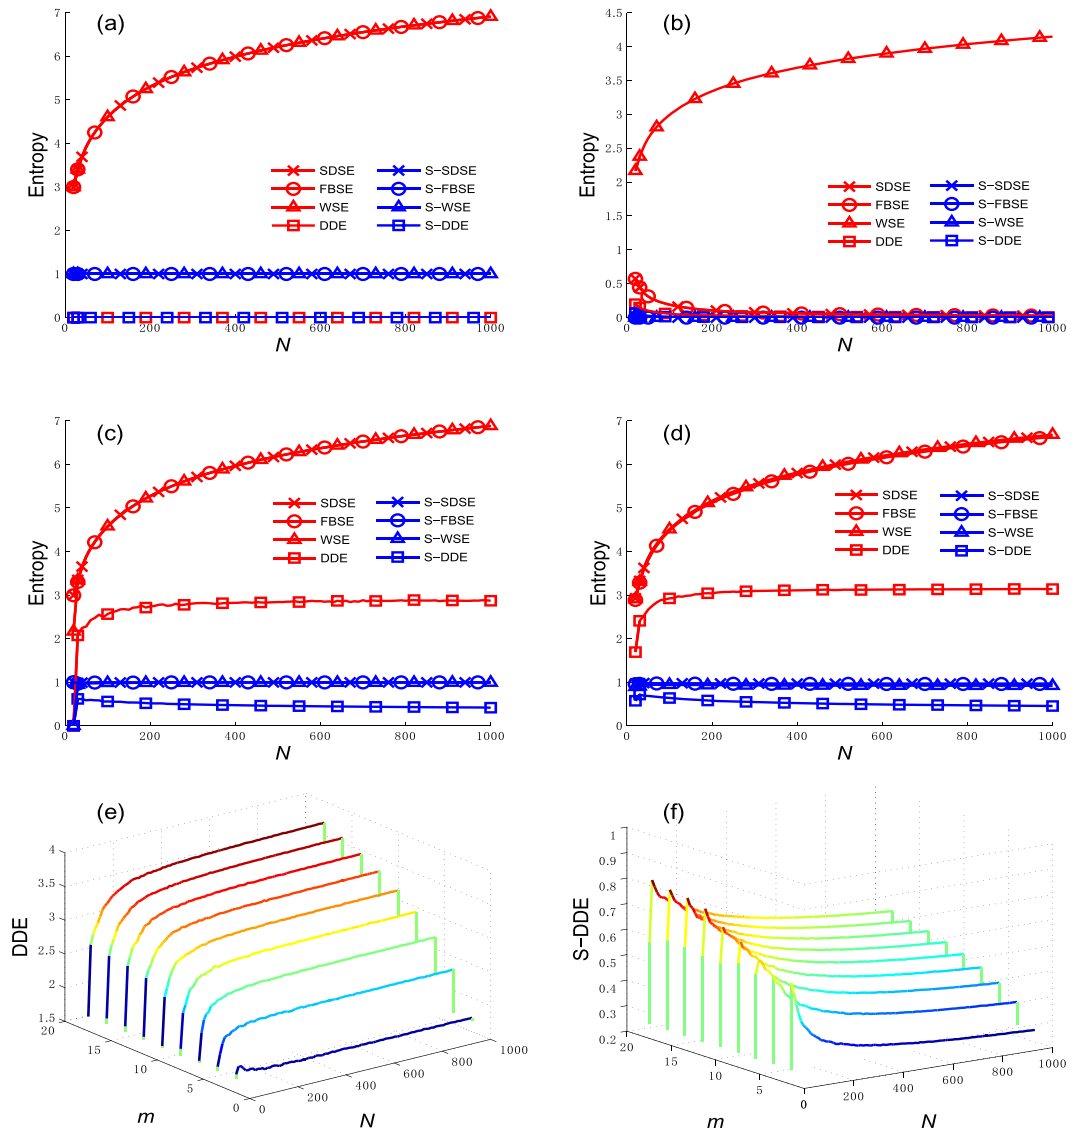 (a)
7
6
5
4
3
2
1
0
Entropy
SDSE S−SDSE
FBSE S−FBSE
WSE S−WSE
DDE S−DDE
0 200 400 600 800 1000
N
(b)
4.5
4
3.5
3
2.5
2
1.5
1
0.5
0
Entropy
SDSE S−SDSE
FBSE S−FBSE
WSE S−WSE
DDE S−DDE
0 200 400 600 800 1000
N
(c)
7
6
5
4
3
2
1
0
Entropy
SDSE S−SDSE
FBSE S−FBSE
WSE S−WSE
DDE S−DDE
0 200 400 600 800 1000
N
(d)
7
6
5
4
3
2
1
0
Entropy
SDSE S−SDSE
FBSE S−FBSE
WSE S−WSE
DDE S−DDE
0 200 400 600 800 1000
N
(e)
4
3.5
3
2.5
2
1.5
DDE
20 15 10 5 0
m
0 200 400 600 800 1000
N
(f)
1
0.9
0.8
0.7
0.6
0.5
0.4
0.3
0.2
S−DDE
20 15 10 5 0
m
0 200 400 600 800 1000
N